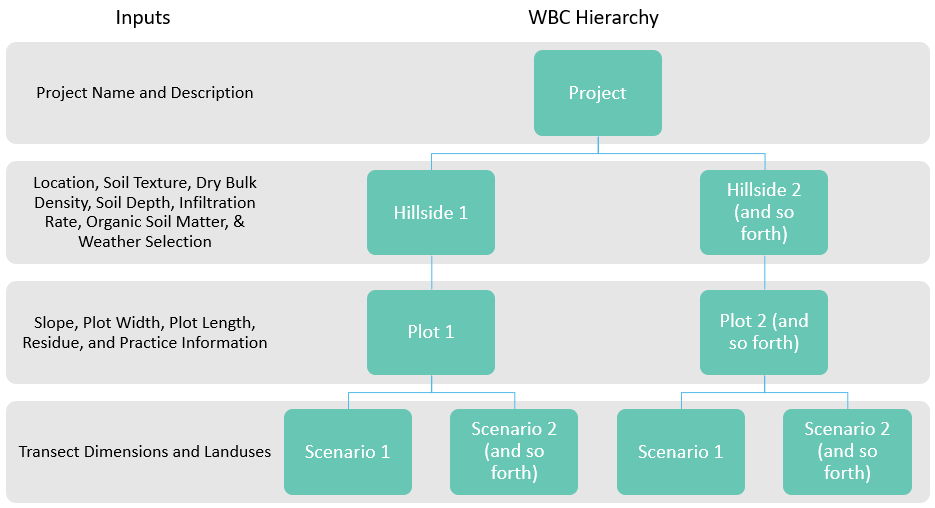 Inputs
WBC Hierarchy
Project Name and Description
Project
Location, Soil Texture, Dry Bulk
Density, Soil Depth, Infiltration
Rate, Organic Soil Matter, &
Weather Selection
Hillside 1
Hillside 2
(and so
forth)
Slope, Plot Width, Plot Length,
Residue, and Practice Information
Plot 1
Plot 2 (and
so forth)
Transect Dimensions and Landuses
Scenario 1
Scenario 2
(and so
forth)
Scenario 1
Scenario 2
(and so
forth)